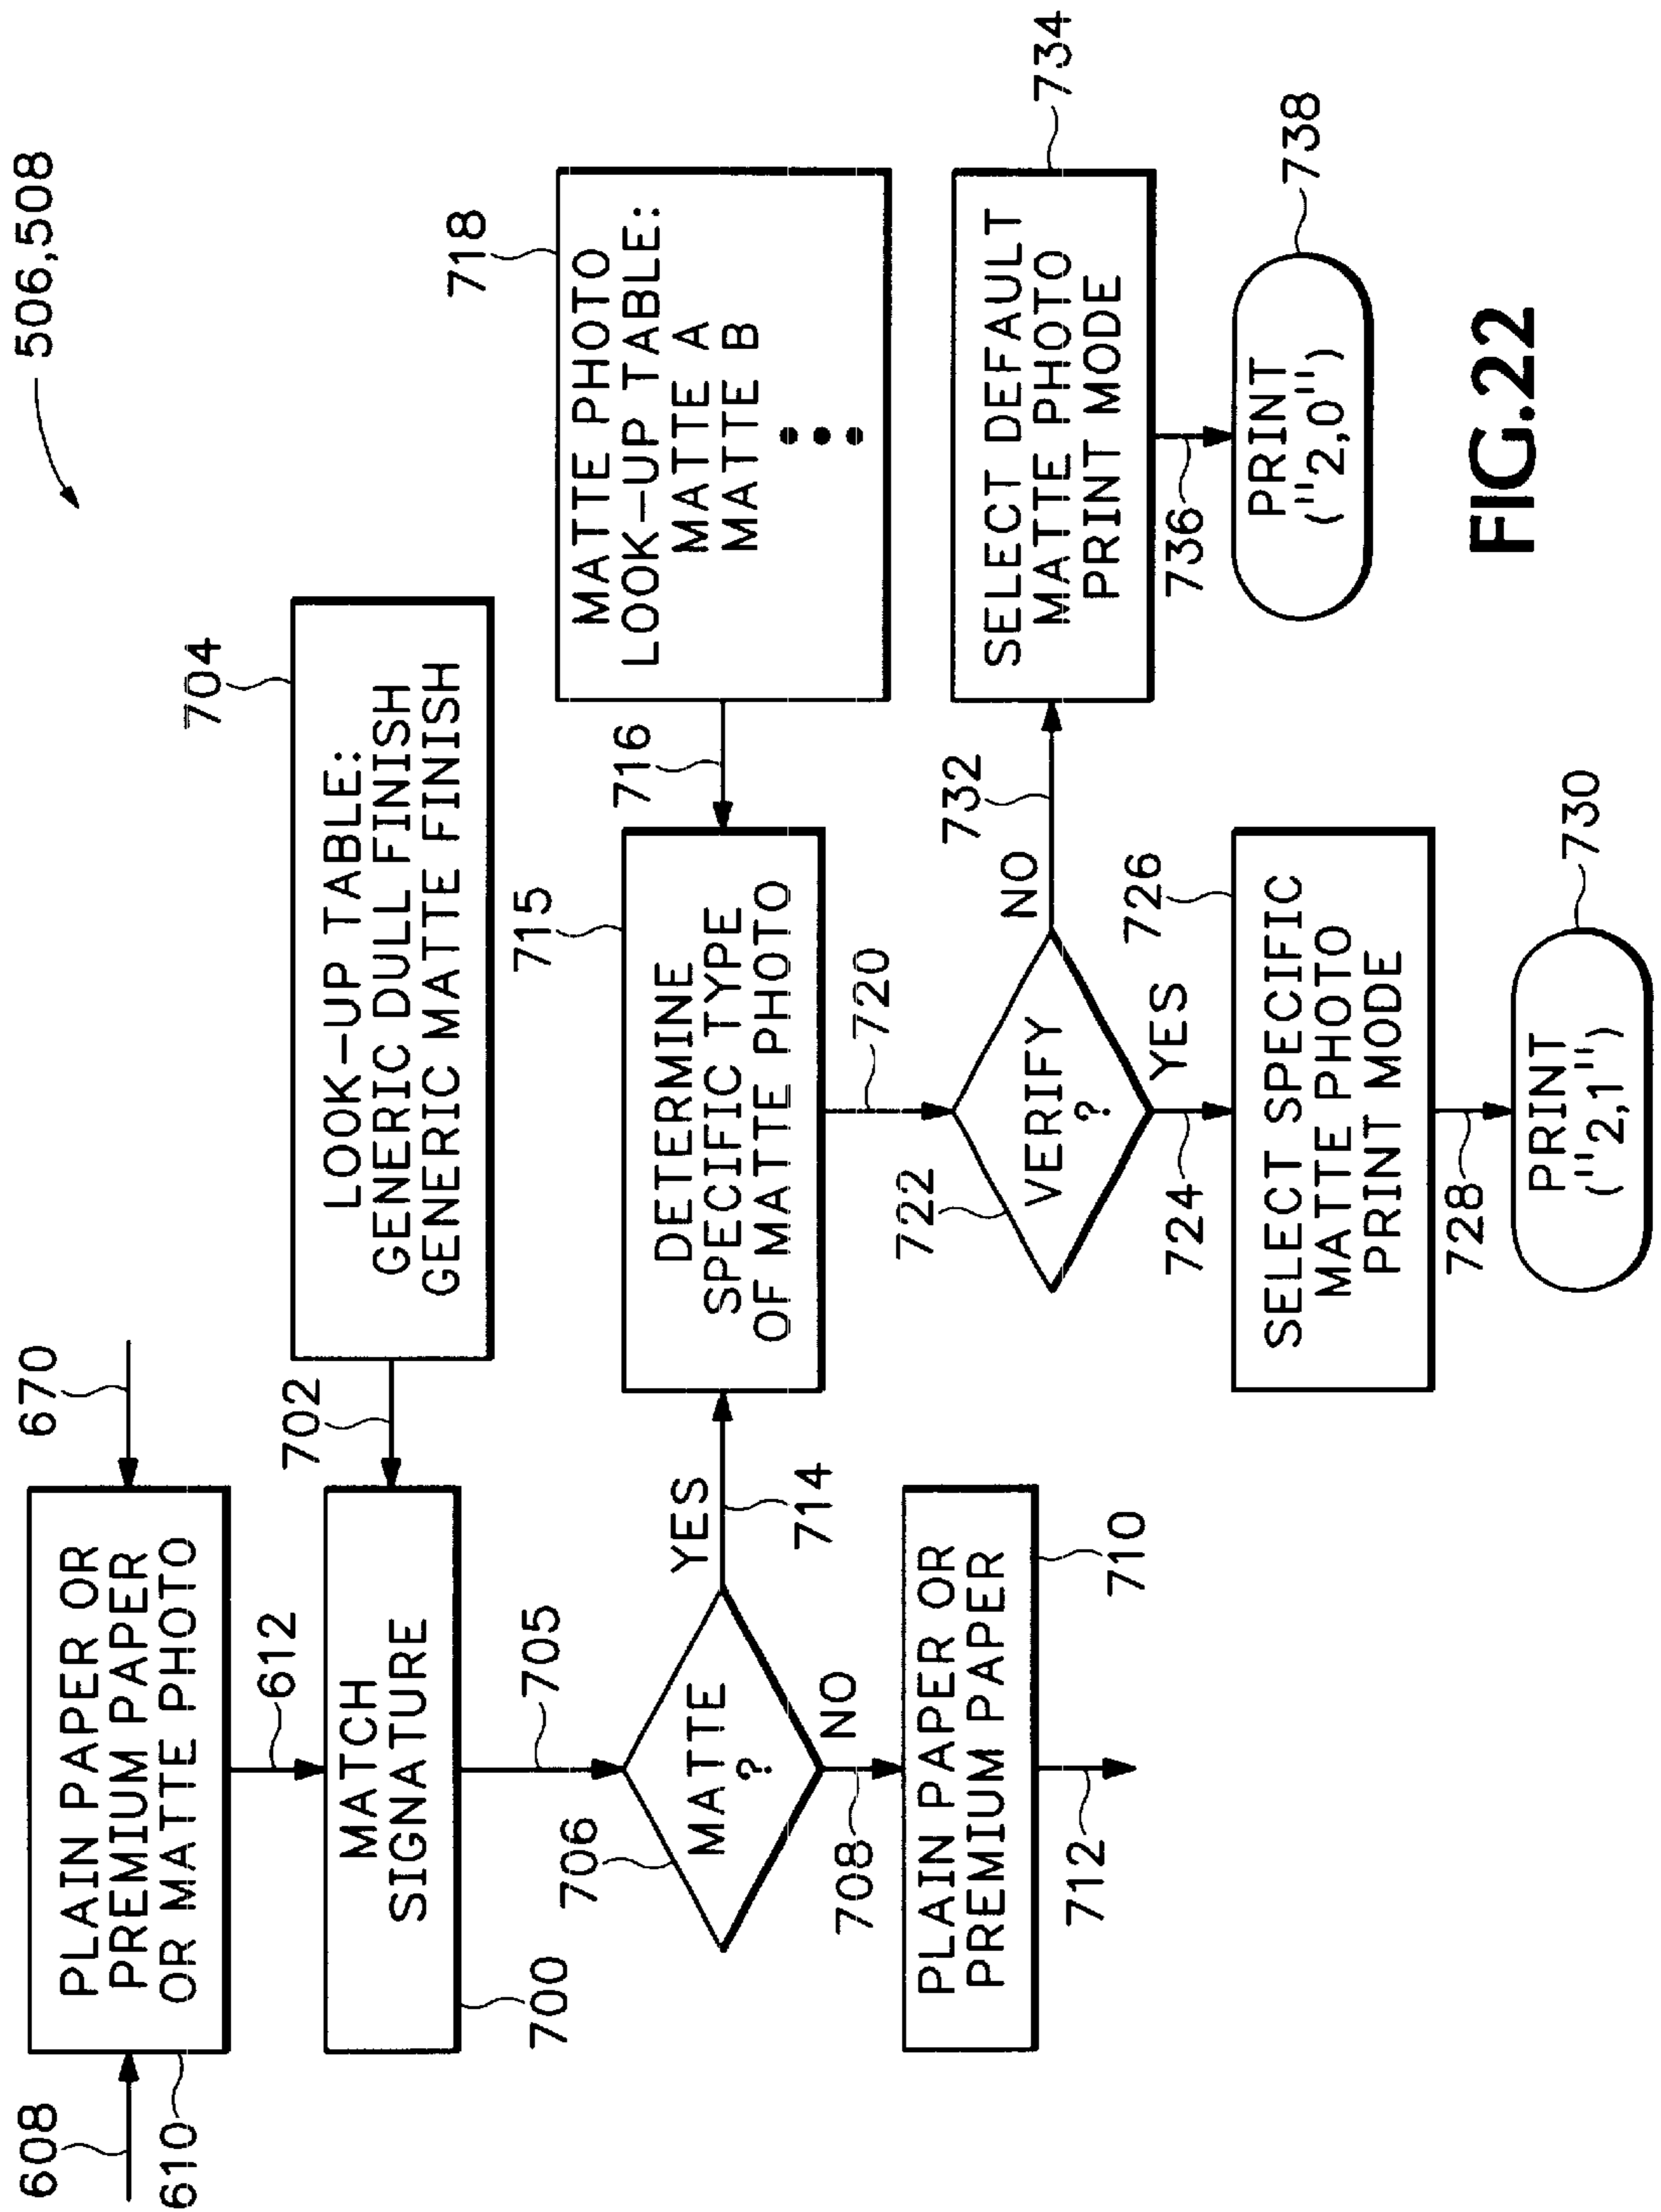 506,508
608
610
PLAIN PAPER OR
PREMIUM PAPER
OR MATTE PHOTO
670
612
MATCH
SIGNATURE
700
702
704
LOOK-UP TABLE:
GENERIC DULL FINISH
GENERIC MATTE FINISH
705
706
MATTE
?
YES
714
NO
708
PLAIN PAPER OR
PREMIUM PAPER
710
712
715
DETERMINE
SPECIFIC TYPE
OF MATTE PHOTO
716
718
MATTE PHOTO
LOOK-UP TABLE:
MATTE A
MATTE B
720
722
VERIFY
?
NO
732
YES
724
726
SELECT SPECIFIC
MATTE PHOTO
PRINT MODE
728
PRINT
("2,1")
730
734
SELECT DEFAULT
MATTE PHOTO
PRINT MODE
736
PRINT
("2,0")
738
FIG.22